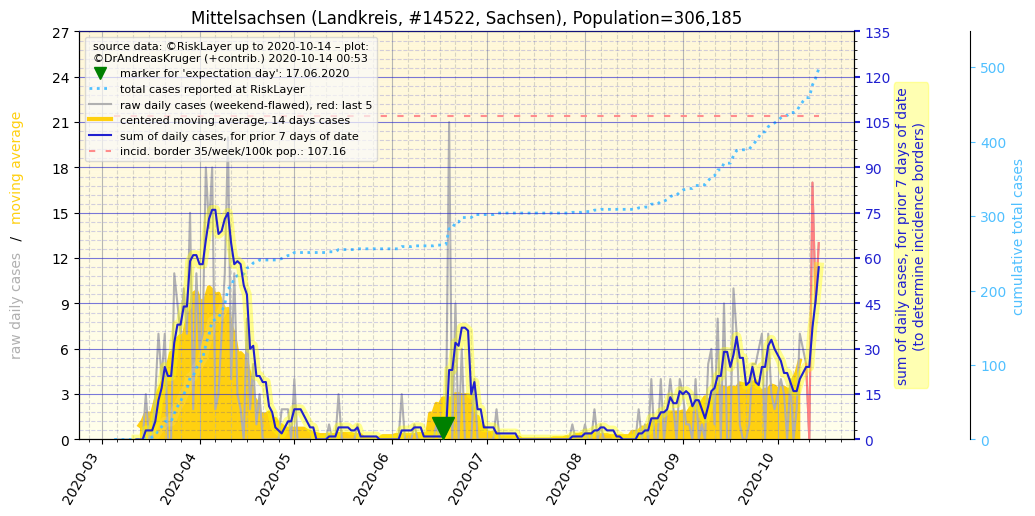 Mittelsachsen (Landkreis, #14522, Sachsen), Population=306,185
source data: ©RiskLayer up to 2020-10-14 – plot:
©DrAndreasKruger (+contrib.) 2020-10-14 00:53
marker for 'expectation day': 17.06.2020
total cases reported at RiskLayer
raw daily cases (weekend-flawed), red: last 5
centered moving average, 14 days cases
sum of daily cases, for prior 7 days of date
incid. border 35/week/100k pop.: 107.16
raw daily cases / moving average
27
24
21
18
15
12
9
6
3
0
2020-03
2020-04
2020-05
2020-06
2020-07
2020-08
2020-09
2020-10
135
120
105
90
75
60
45
30
15
0
sum of daily cases, for prior 7 days of date
(to determine incidence borders)
500
400
300
200
100
0
cumulative total cases